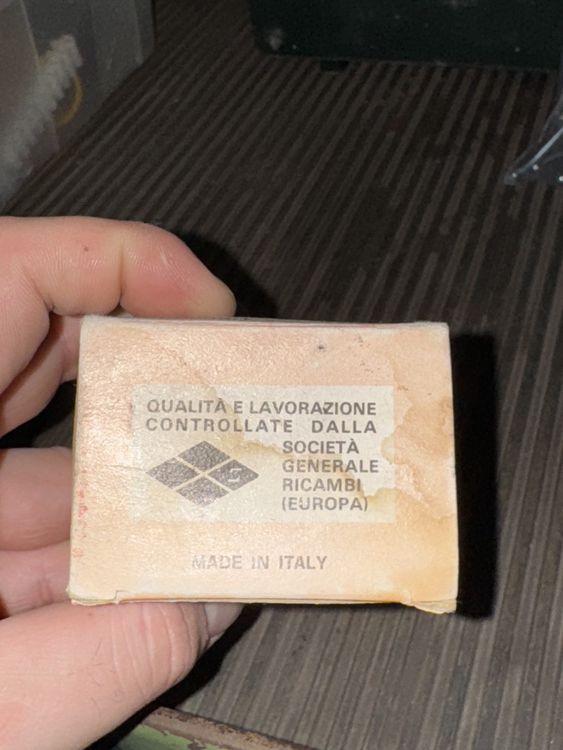 QUALITÀ E LAVORAZIONE
CONTROLLATE DALLA
SOCIETÀ
GENERALE
RICAMBI
(EUROPA)
MADE IN ITALY